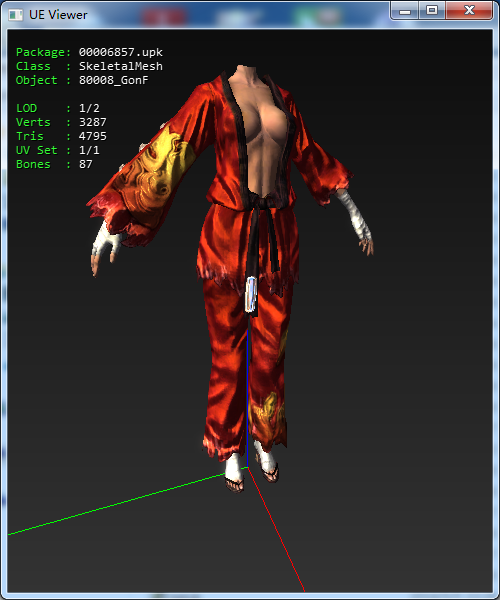 UE Viewer
Package: 00006857.upk
Class : SkeletalMesh
Object : 80008_GonF
LOD : 1/2
Verts : 3287
Tris : 4795
UV Set : 1/1
Bones : 87